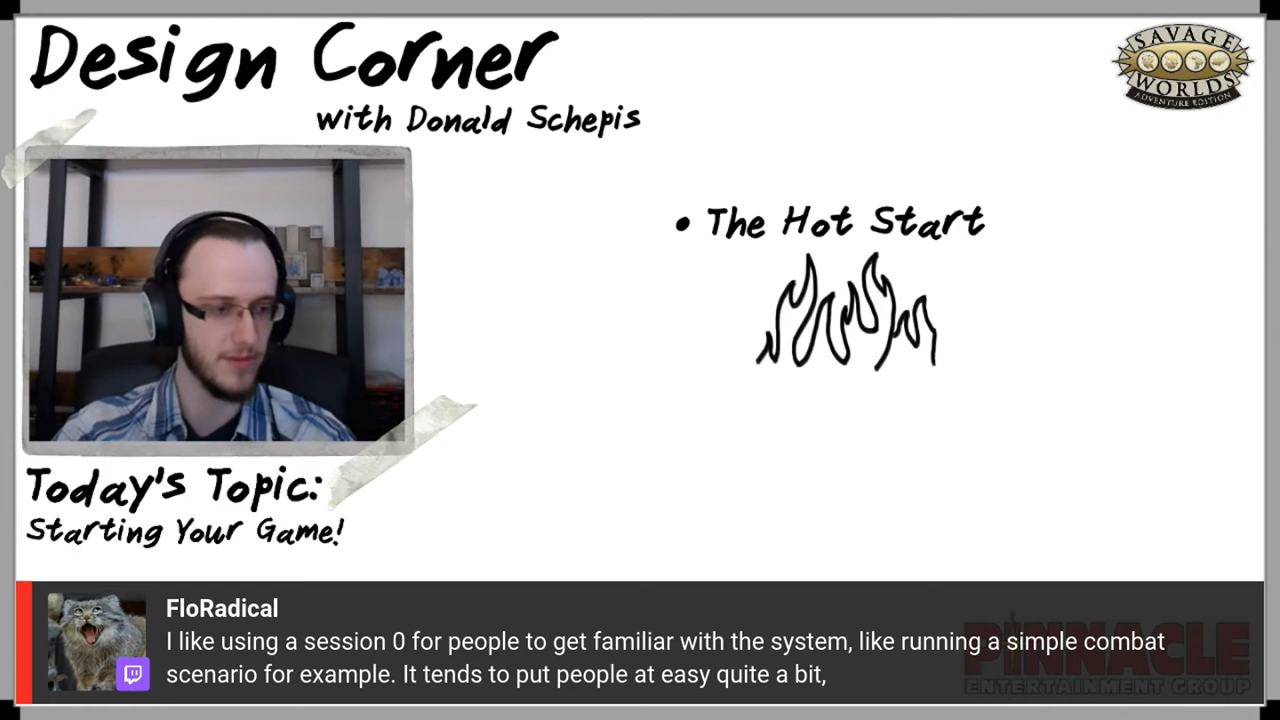 Design Corner
with Donald Schepis
SAVAGE
WORLDS
ADVENTURE EDITION
• The Hot Start
Today's Topic:
Starting Your Game!
FloRadical
I like using a session 0 for people to get familiar with the system, like running a simple combat
scenario for example. It tends to put people at easy quite a bit,
PINNACLE
ENTERTAINMENT GROUP